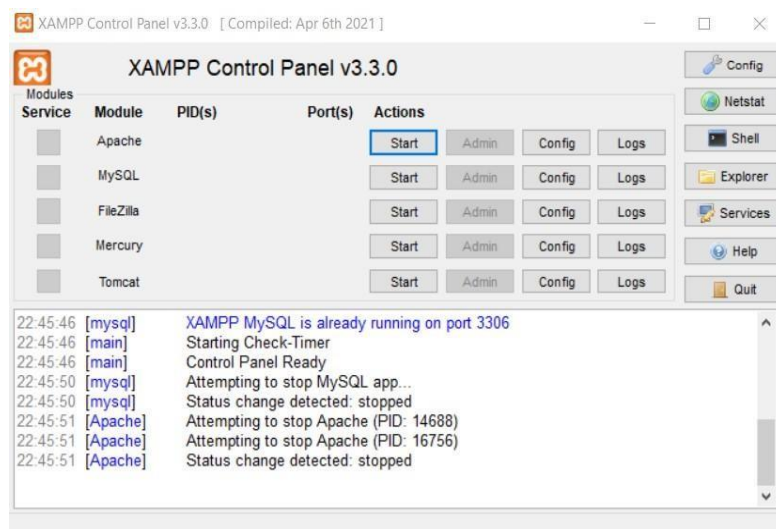 XAMPP Control Panel v3.3.0 [ Compiled: Apr 6th 2021 ]
XAMPP Control Panel v3.3.0
Config
Modules
Service Module PID(s) Port(s) Actions
Netstat
Apache Start Admin Config Logs
Shell
MySQL Start Admin Config Logs
Explorer
FileZilla Start Admin Config Logs
Services
Mercury Start Admin Config Logs
Help
Tomcat Start Admin Config Logs
Quit
22:45:46 [mysql] XAMPP MySQL is already running on port 3306
22:45:46 [main] Starting Check-Timer
22:45:46 [main] Control Panel Ready
22:45:50 [mysql] Attempting to stop MySQL app...
22:45:50 [mysql] Status change detected: stopped
22:45:51 [Apache] Attempting to stop Apache (PID: 14688)
22:45:51 [Apache] Attempting to stop Apache (PID: 16756)
22:45:51 [Apache] Status change detected: stopped